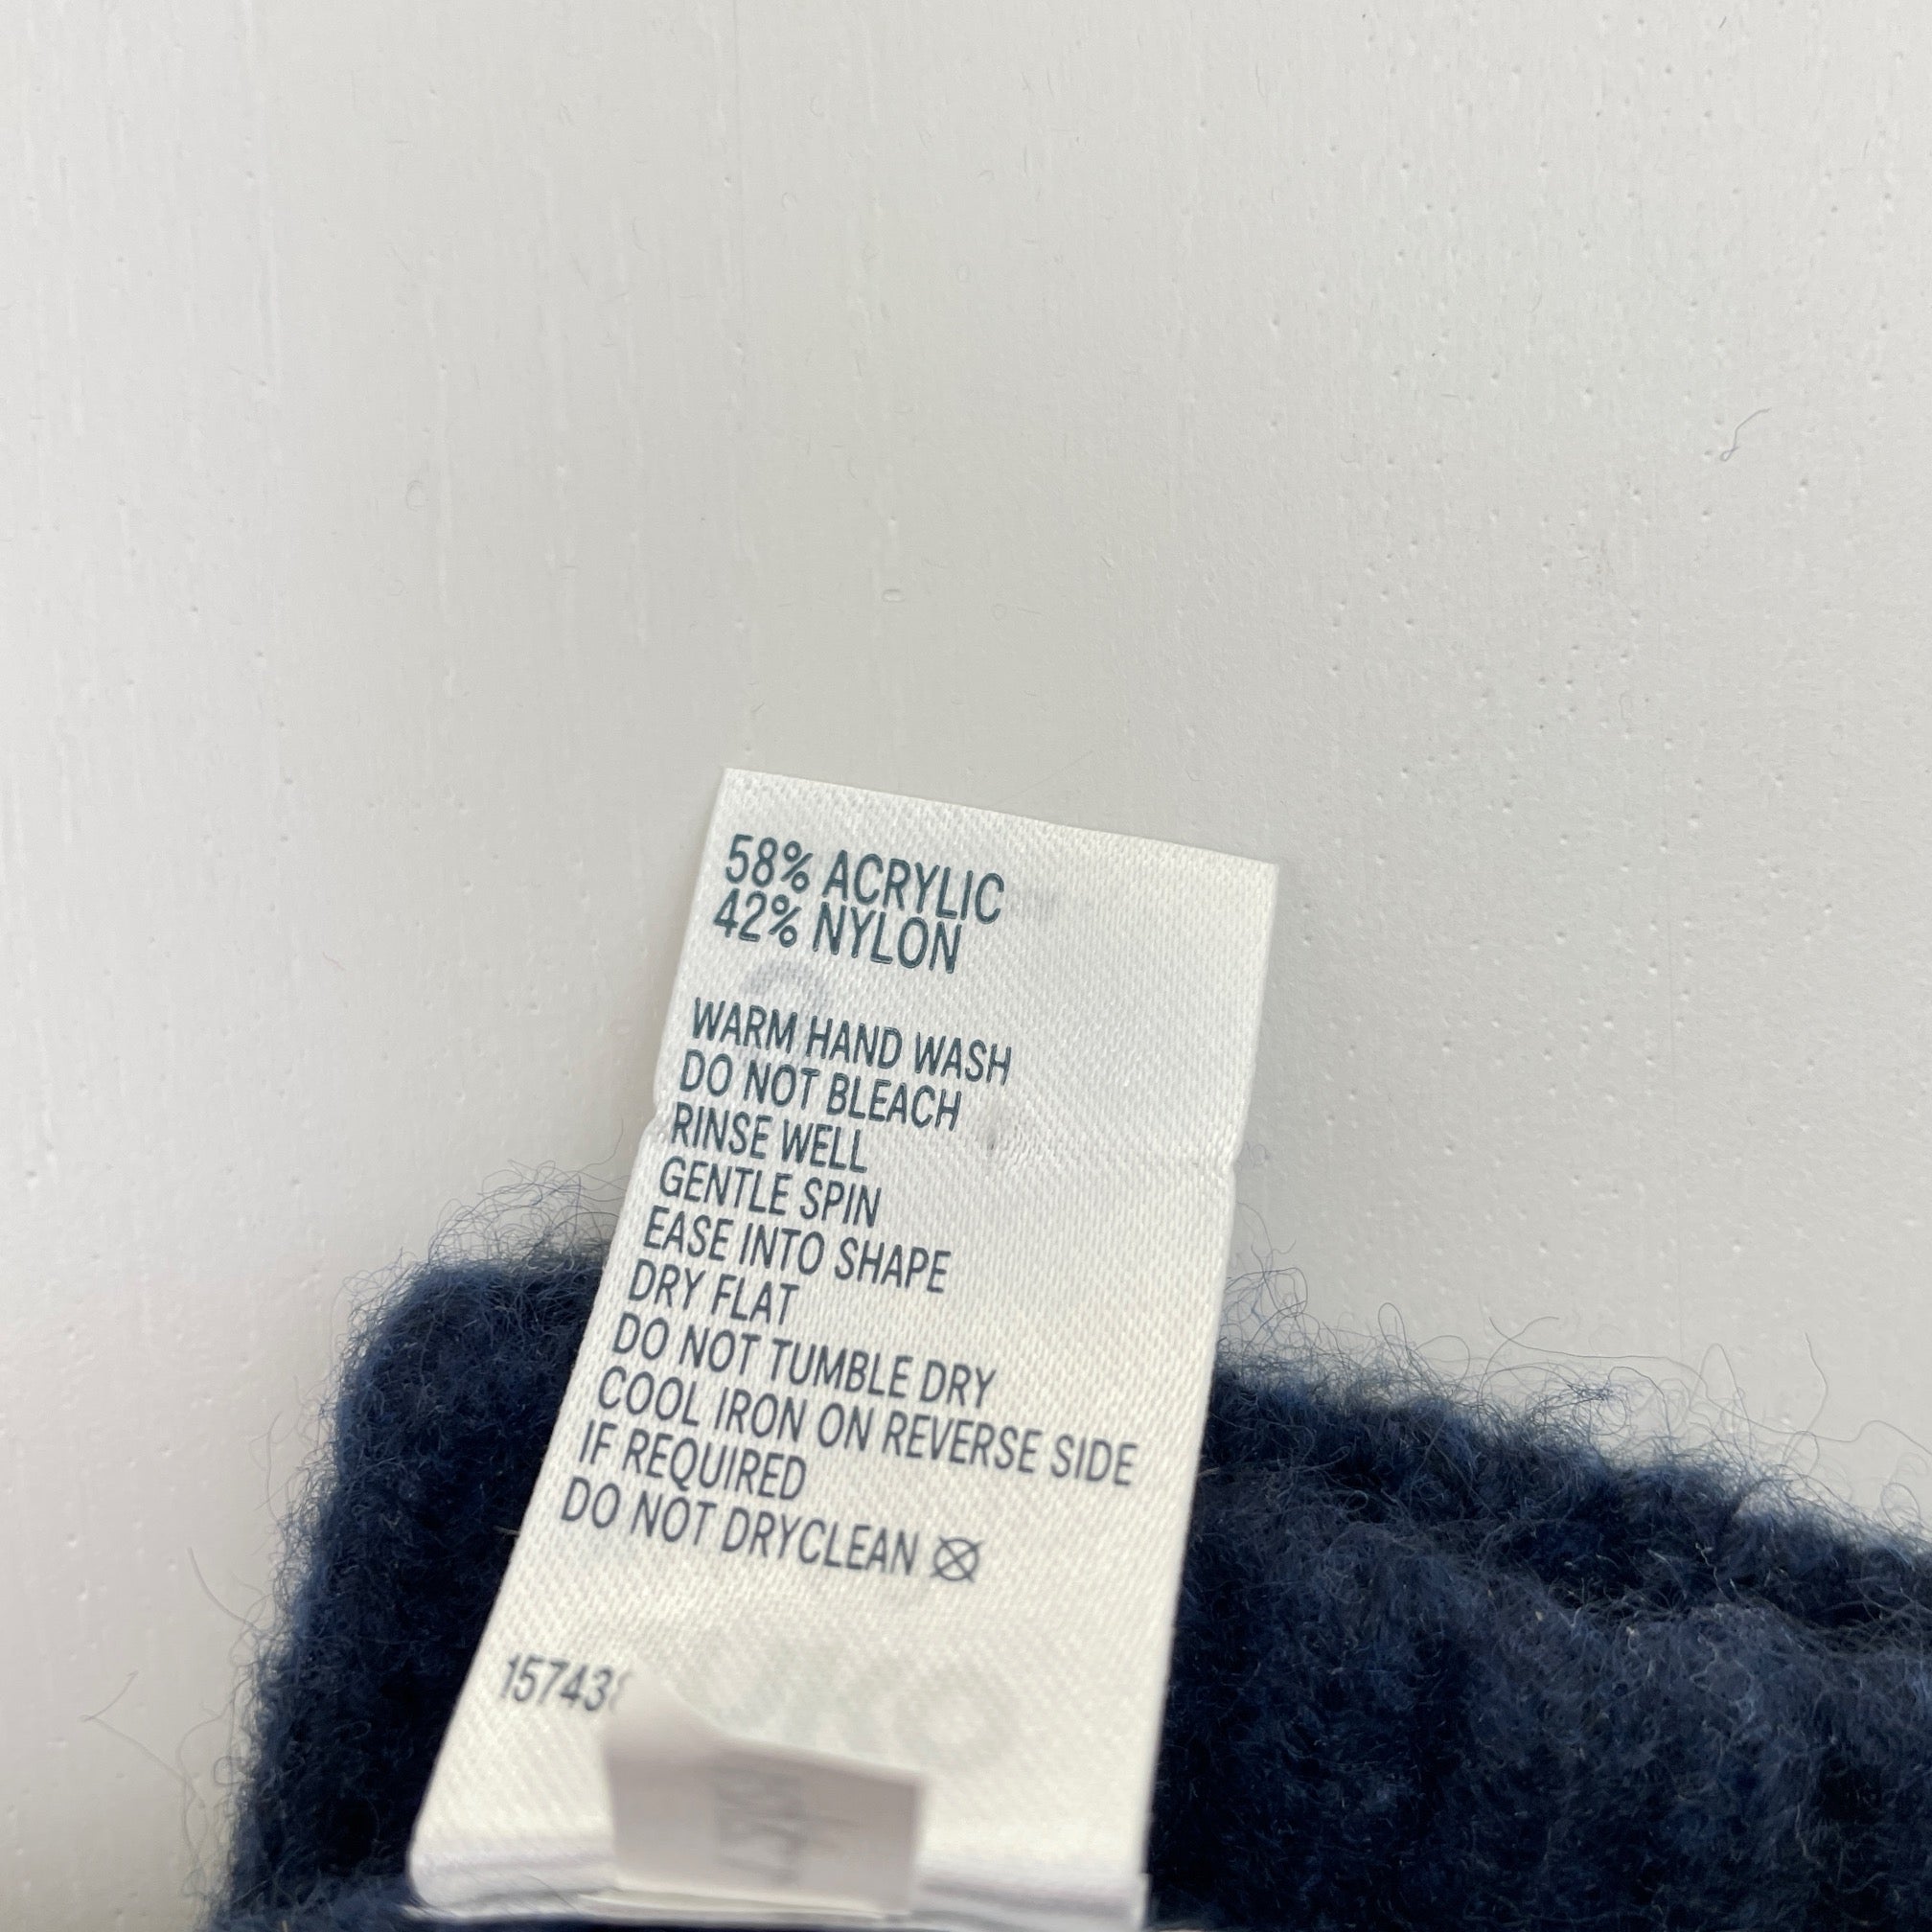 58% ACRYLIC
42% NYLON
WARM HAND WASH
DO NOT BLEACH
RINSE WELL
GENTLE SPIN
EASE INTO SHAPE
DRY FLAT
DO NOT TUMBLE DRY
COOL IRON ON REVERSE SIDE
IF REQUIRED
DO NOT DRYCLEAN